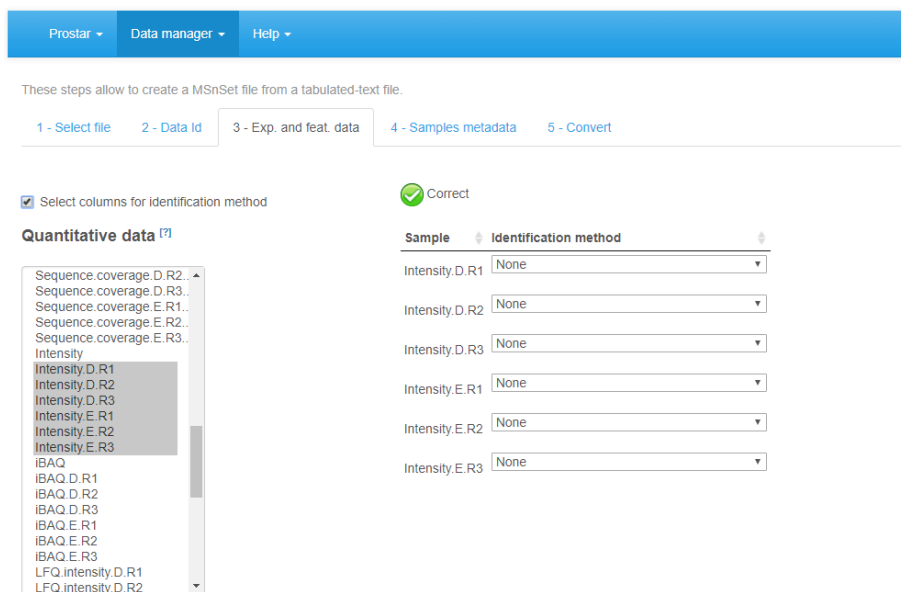 Prostar Data manager Help
These steps allow to create a MSnSet file from a tabulated-text file.
1 - Select file 2 - Data Id 3 - Exp. and feat. data 4 - Samples metadata 5 - Convert
Select columns for identification method
Quantitative data [?]
Sequence.coverage.D.R2..
Sequence.coverage.D.R3..
Sequence.coverage.E.R1..
Sequence.coverage.E.R2..
Sequence.coverage.E.R3..
Intensity
Intensity.D.R1
Intensity.D.R2
Intensity.D.R3
Intensity.E.R1
Intensity.E.R2
Intensity.E.R3
iBAQ
iBAQ.D.R1
iBAQ.D.R2
iBAQ.D.R3
iBAQ.E.R1
iBAQ.E.R2
iBAQ.E.R3
LFQ.intensity.D.R1
LFQ.intensity.D.R2
Correct
Sample Identification method
Intensity.D.R1 None
Intensity.D.R2 None
Intensity.D.R3 None
Intensity.E.R1 None
Intensity.E.R2 None
Intensity.E.R3 None